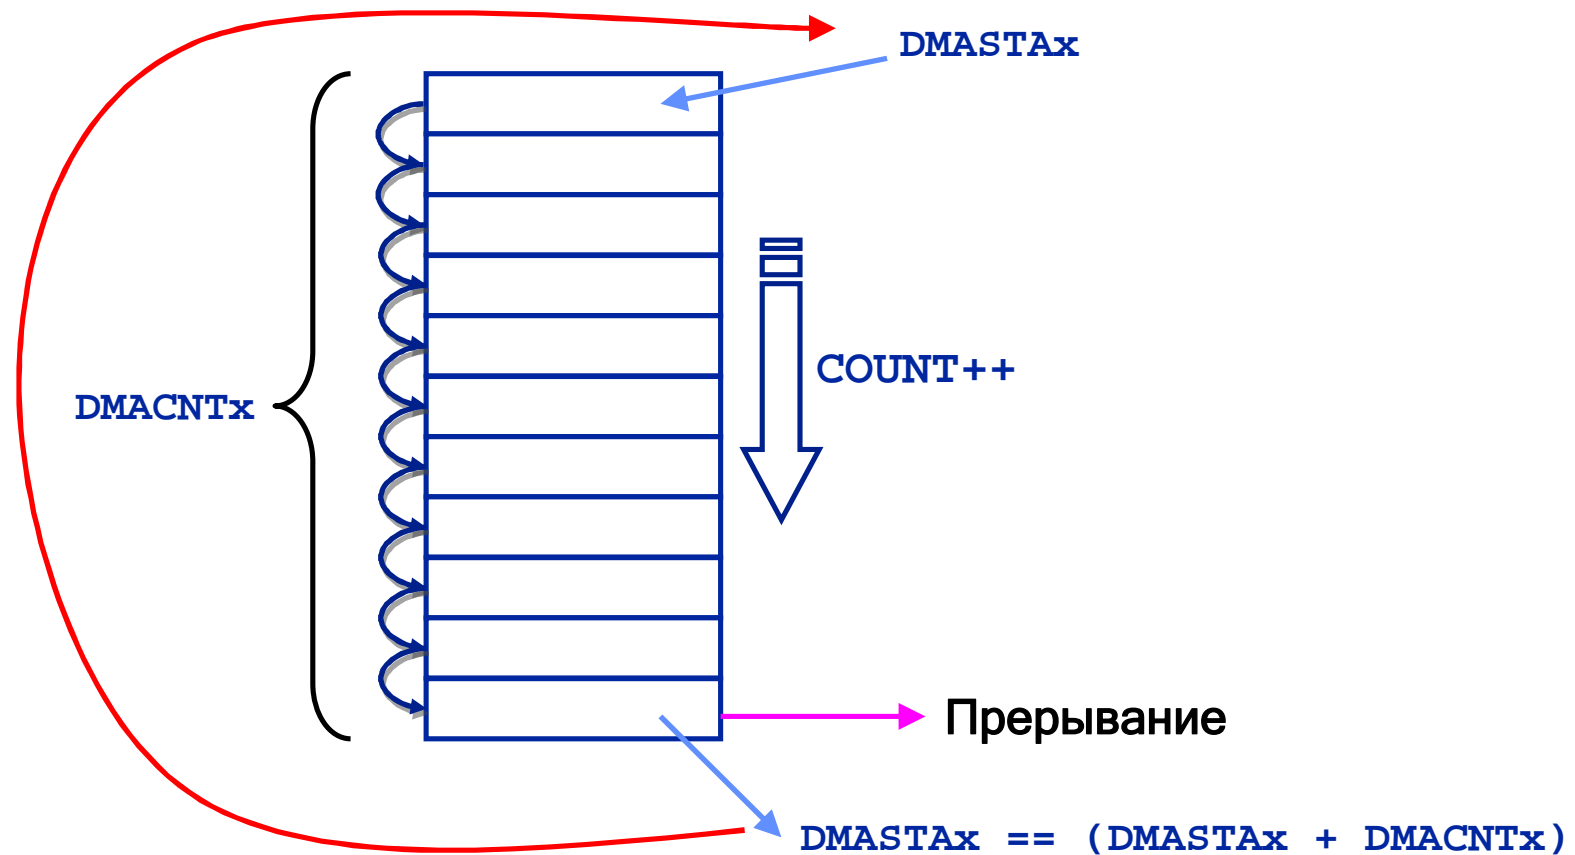 DMASTAx
COUNT++
DMACNTx
Прерывание
DMASTAx == (DMASTAx + DMACNTx)